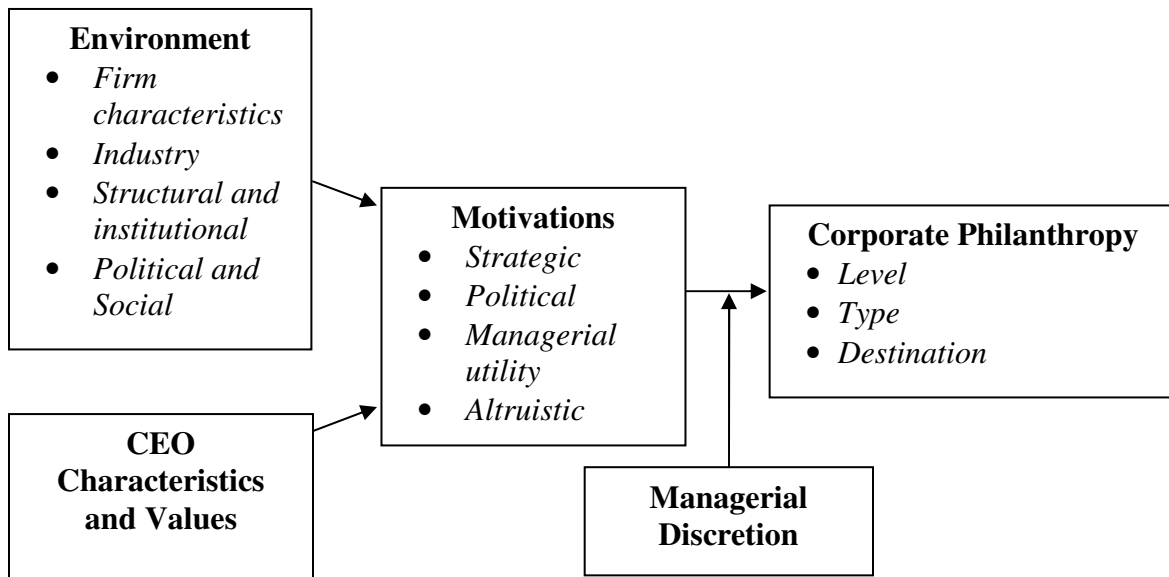 Environment
• Firm
characteristics
• Industry
• Structural and
institutional
• Political and
Social
CEO
Characteristics
and Values
Motivations
• Strategic
• Political
• Managerial
utility
• Altruistic
Managerial
Discretion
Corporate Philanthropy
• Level
• Type
• Destination